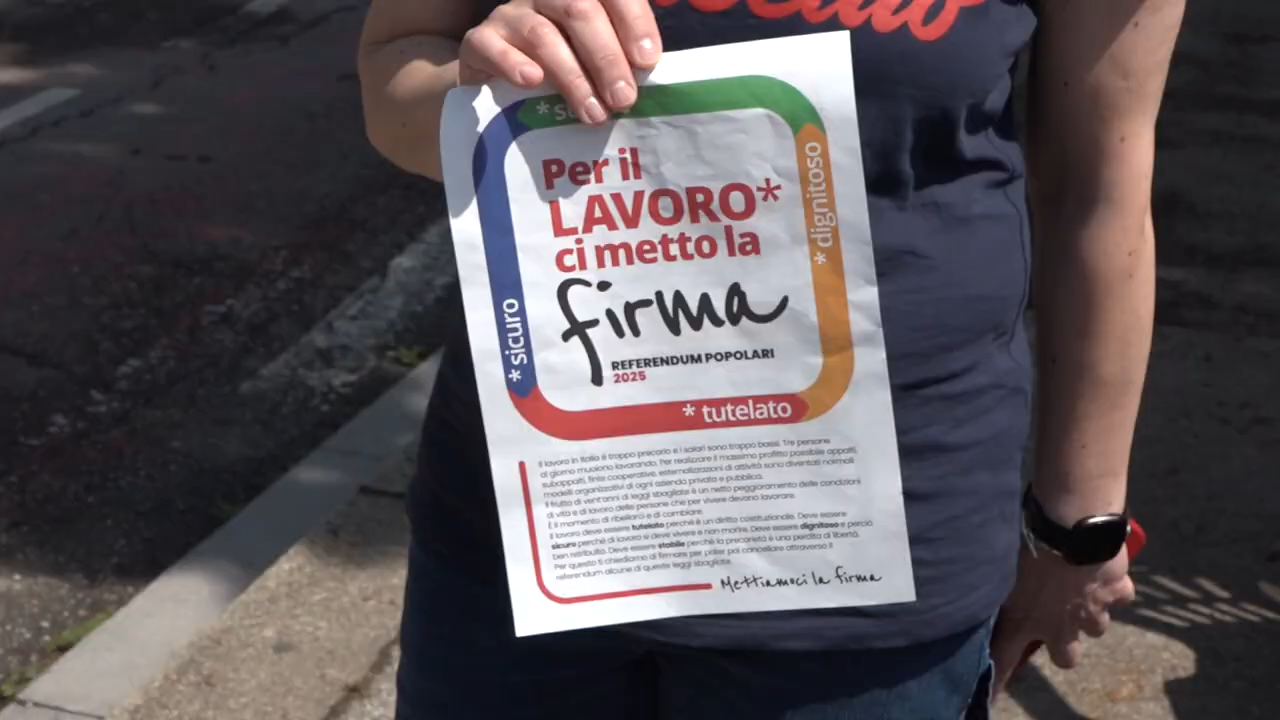 * sicuro
* dignitoso
* tutelato
Per il
LAVORO*
ci metto la
firma
REFERENDUM POPOLARI
2025
Il lavoro in Italia è troppo precario e i salari sono troppo bassi. Tre persone
al giorno muoiono lavorando. Per realizzare il massimo profitto possibile appalti,
subappalti, finte cooperative, esternalizzazioni di attività sono diventati normali
modelli organizzativi di ogni azienda privata e pubblica.
Il frutto di vent'anni di leggi sbagliate è un netto peggioramento delle condizioni
di vita e di lavoro delle persone che per vivere devono lavorare.
È il momento di ribellarci e di cambiare.
Il lavoro deve essere tutelato perché è un diritto costituzionale. Deve essere
sicuro perché di lavoro si deve vivere e non morire. Deve essere dignitoso e perciò
ben retribuito. Deve essere stabile perché la precarietà è una perdita di libertà.
Per questo ti chiediamo di firmare per poter poi cancellare attraverso il
referendum alcune di queste leggi sbagliate.
Mettiamoci la firma